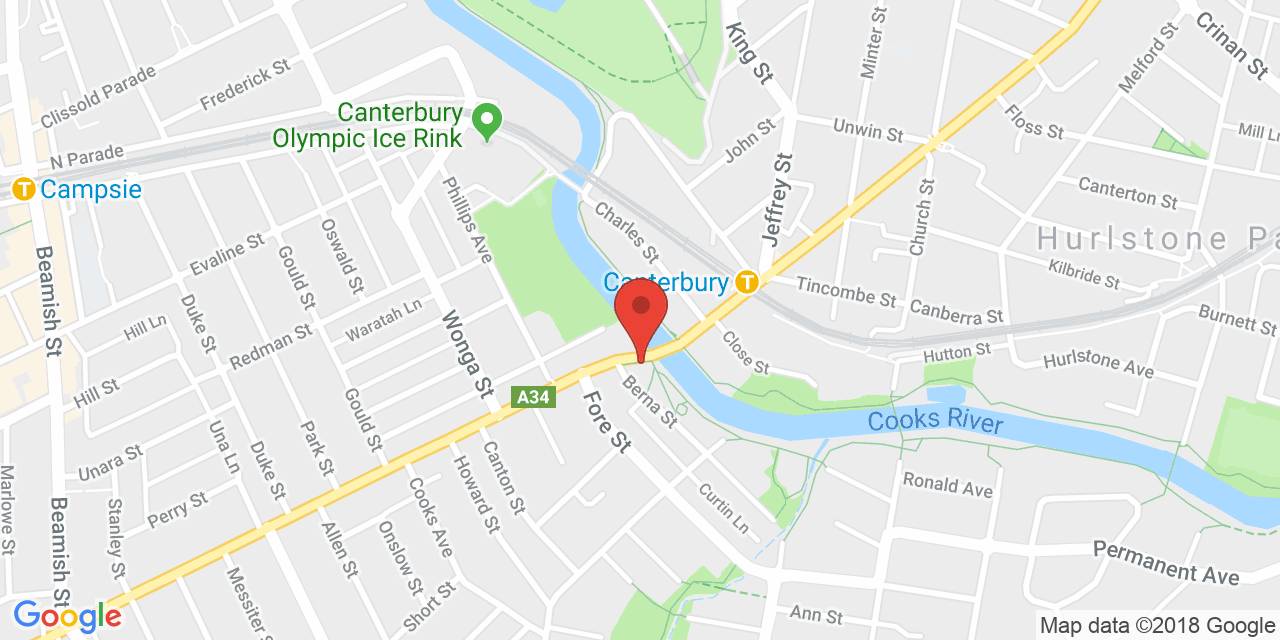 King St
Minter St
Melford St
Crinan St
Frederick St
Clissold Parade
Canterbury
Olympic Ice Rink
N Parade
Unwin St
Floss St
John St
Mill Ln
T Campsie
Phillips Ave
Jeffrey St
Church St
Canterton St
Charles St
Evaline St
Oswald St
Gould St
Hurlstone Pa
Kilbride St
Canterbury T
Tincombe St
Canberra St
Burnett St
Beamish St
Duke St
Hill Ln
Redman St
Waratah Ln
Wonga St
Close St
Hutton St
Hurlstone Ave
Hill St
A34
Berna St
Fore St
Gould St
Cooks River
Una Ln
Duke St
Park St
Unara St
Howard St
Canton St
Cooks Ave
Curtin Ln
Ronald Ave
Marlowe St
Beamish St
Stanley St
Perry St
Allen St
Onslow St
Short St
Permanent Ave
Messiter St
Ann St
Google
Map data ©2018 Google